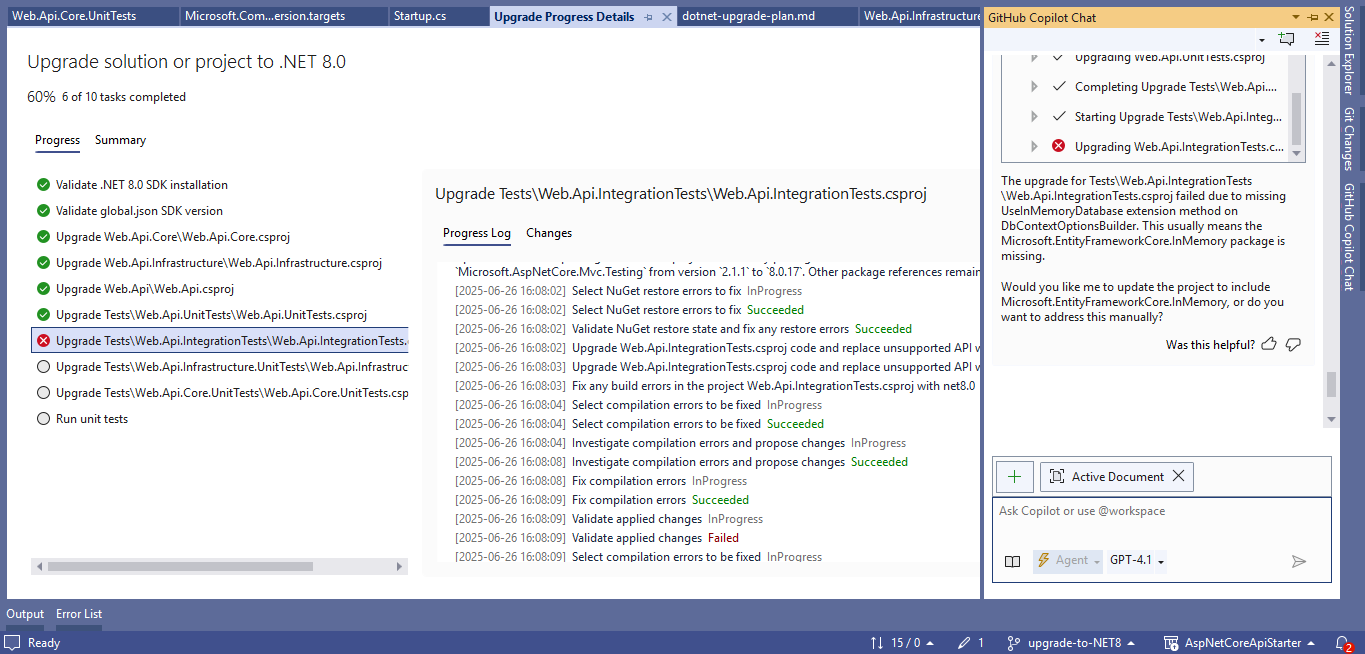 Web.Api.Core.UnitTests
Microsoft.Com...ersion.targets
Startup.cs
Upgrade Progress Details
dotnet-upgrade-plan.md
Web.Api.Infrastructure
Upgrade solution or project to .NET 8.0
60% 6 of 10 tasks completed
Progress
Summary
Validate .NET 8.0 SDK installation
Validate global.json SDK version
Upgrade Web.Api.Core\Web.Api.Core.csproj
Upgrade Web.Api.Infrastructure\Web.Api.Infrastructure.csproj
Upgrade Web.Api\Web.Api.csproj
Upgrade Tests\Web.Api.UnitTests\Web.Api.UnitTests.csproj
Upgrade Tests\Web.Api.IntegrationTests\Web.Api.IntegrationTests.
Upgrade Tests\Web.Api.Infrastructure.UnitTests\Web.Api.Infrastruc
Upgrade Tests\Web.Api.Core.UnitTests\Web.Api.Core.UnitTests.csp
Run unit tests
Upgrade Tests\Web.Api.IntegrationTests\Web.Api.IntegrationTests.csproj
Progress Log
Changes
`Microsoft.AspNetCore.Mvc.Testing` from version `2.1.1` to `8.0.17`. Other package references remain
[2025-06-26 16:08:02] Select NuGet restore errors to fix InProgress
[2025-06-26 16:08:02] Select NuGet restore errors to fix Succeeded
[2025-06-26 16:08:02] Validate NuGet restore state and fix any restore errors Succeeded
[2025-06-26 16:08:02] Upgrade Web.Api.IntegrationTests.csproj code and replace unsupported API w
[2025-06-26 16:08:03] Upgrade Web.Api.IntegrationTests.csproj code and replace unsupported API w
[2025-06-26 16:08:03] Fix any build errors in the project Web.Api.IntegrationTests.csproj with net8.0
[2025-06-26 16:08:04] Select compilation errors to be fixed InProgress
[2025-06-26 16:08:04] Select compilation errors to be fixed Succeeded
[2025-06-26 16:08:04] Investigate compilation errors and propose changes InProgress
[2025-06-26 16:08:08] Investigate compilation errors and propose changes Succeeded
[2025-06-26 16:08:08] Fix compilation errors InProgress
[2025-06-26 16:08:09] Fix compilation errors Succeeded
[2025-06-26 16:08:09] Validate applied changes InProgress
[2025-06-26 16:08:09] Validate applied changes Failed
[2025-06-26 16:08:09] Select compilation errors to be fixed InProgress
GitHub Copilot Chat
Upgrading Web.Api.UnitTests.csproj
Completing Upgrade Tests\Web.Api....
Starting Upgrade Tests\Web.Api.Integ...
Upgrading Web.Api.IntegrationTests.c...
The upgrade for Tests\Web.Api.IntegrationTests
\Web.Api.IntegrationTests.csproj failed due to missing
UseInMemoryDatabase extension method on
DbContextOptionsBuilder. This usually means the
Microsoft.EntityFrameworkCore.InMemory package is
missing.
Would you like me to update the project to include
Microsoft.EntityFrameworkCore.InMemory, or do you
want to address this manually?
Was this helpful?
Active Document
Ask Copilot or use @workspace
Agent
GPT-4.1
Solution Explorer
Git Changes
GitHub Copilot Chat
Output
Error List
Ready
15 / 0
1
upgrade-to-NET8
AspNetCoreApiStarter
2